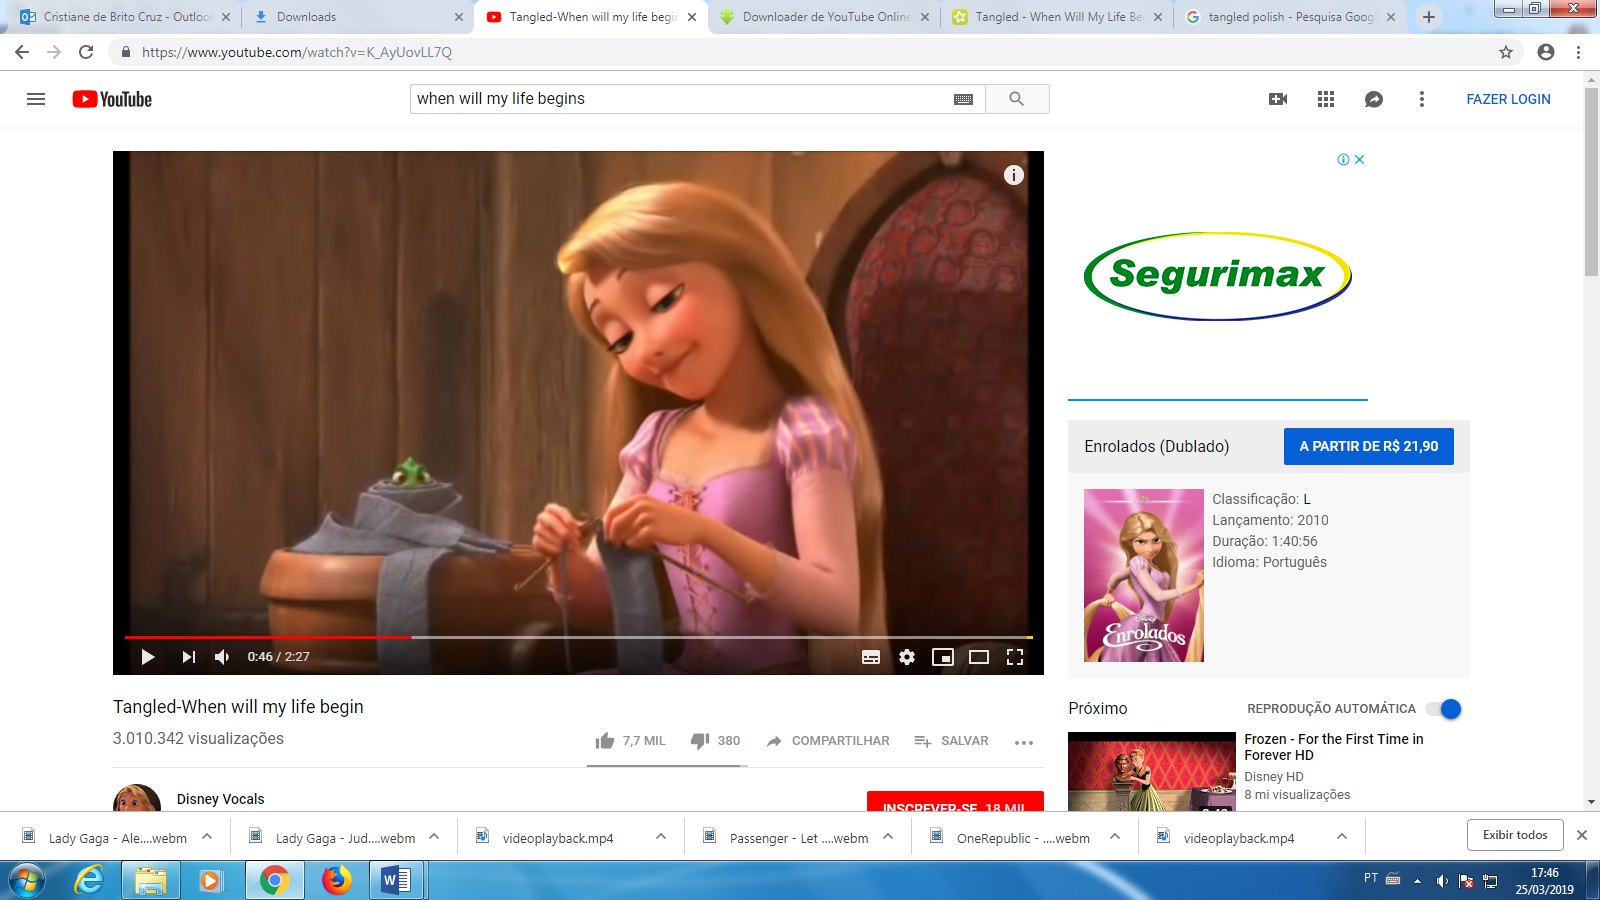 Cristiane de Brito Cruz - Outloo
Downloads
Tangled-When will my life begin
Downloader de YouTube Online
Tangled - When Will My Life Be
tangled polish - Pesquisa Goog
https://www.youtube.com/watch?v=K_AyUovLL7Q
YouTube
when will my life begins
FAZER LOGIN
Segurimax
Enrolados (Dublado)
A PARTIR DE R$ 21,90
Classificação: L
Lançamento: 2010
Duração: 1:40:56
Idioma: Português
Disney
Enrolados
0:46 / 2:27
Tangled-When will my life begin
3.010.342 visualizações
7,7 MIL
380
COMPARTILHAR
SALVAR
Próximo
REPRODUÇÃO AUTOMÁTICA
Frozen - For the First Time in
Forever HD
Disney HD
8 mi visualizações
Disney Vocals
INSCREVER-SE 18 MIL
Lady Gaga - Ale....webm
Lady Gaga - Jud....webm
videoplayback.mp4
Passenger - Let ....webm
OneRepublic - ....webm
videoplayback.mp4
Exibir todos
PT
17:46
25/03/2019